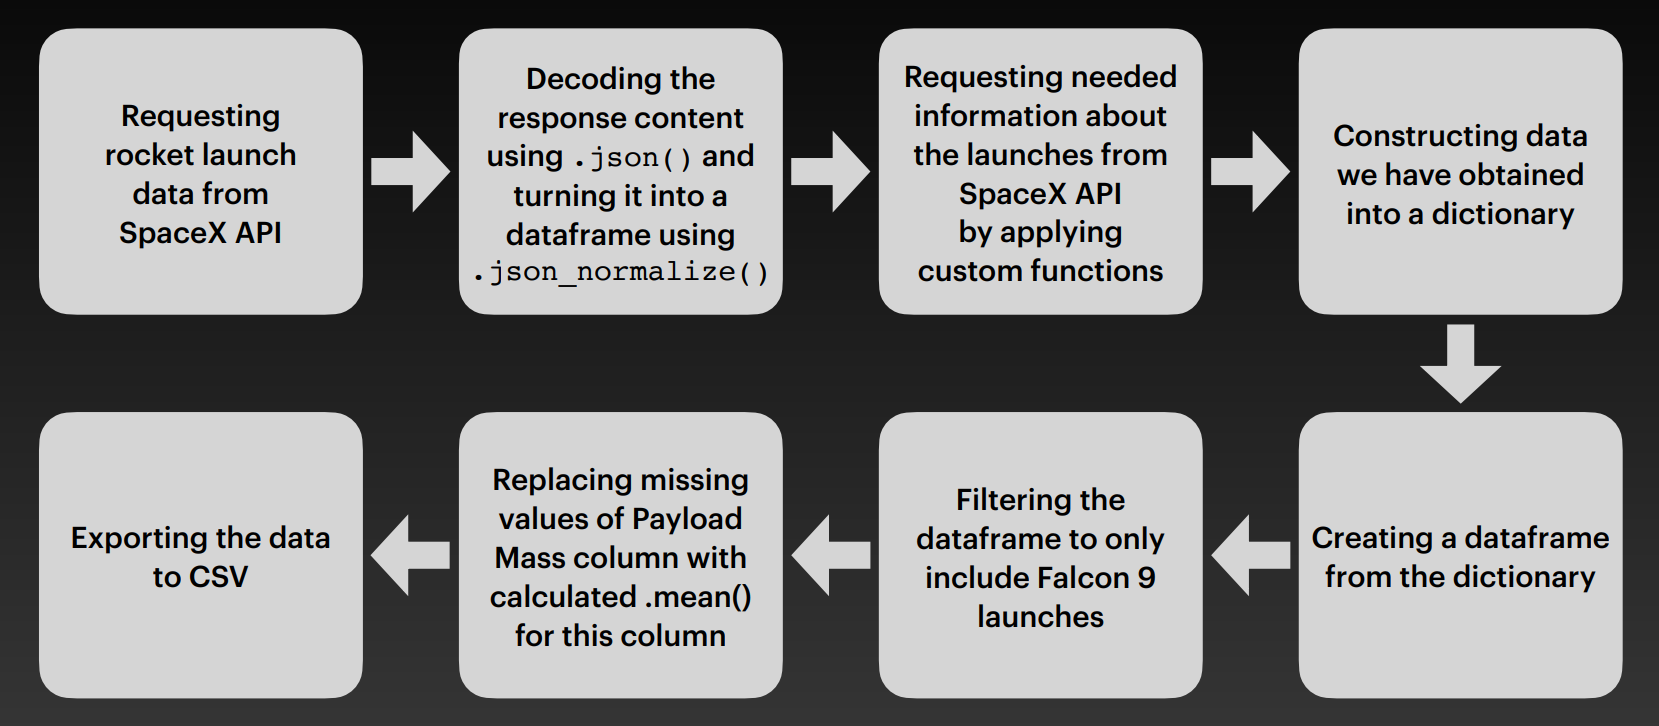 Requesting
rocket launch
data from
SpaceX API
Decoding the
response content
using .json() and
turning it into a
dataframe using
.json_normalize()
Requesting needed
information about
the launches from
SpaceX API
by applying
custom functions
Constructing data
we have obtained
into a dictionary
Creating a dataframe
from the dictionary
Filtering the
dataframe to only
include Falcon 9
launches
Replacing missing
values of Payload
Mass column with
calculated .mean()
for this column
Exporting the data
to CSV